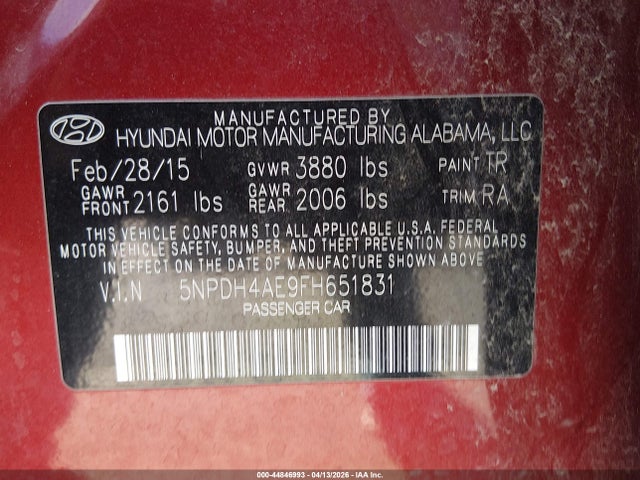 MANUFACTURED BY
HYUNDAI MOTOR MANUFACTURING ALABAMA, LLC
Feb/28/15 GVWR 3880 lbs PAINT TR
GAWR FRONT 2161 lbs GAWR REAR 2006 lbs TRIM RA
THIS VEHICLE CONFORMS TO ALL APPLICABLE U.S.A. FEDERAL
MOTOR VEHICLE SAFETY, BUMPER, AND THEFT PREVENTION STANDARDS
IN EFFECT ON THE DATE OF MANUFACTURE SHOWN ABOVE
V.I.N 5NPDH4AE9FH651831
PASSENGER CAR
000-44846993 - 04/13/2026 - IAA Inc.